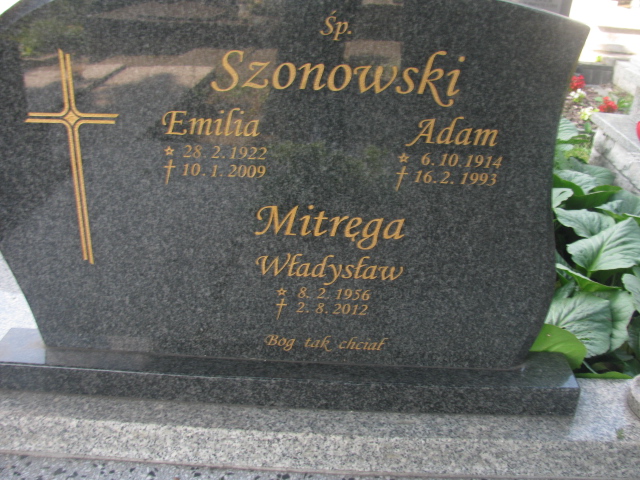 Śp.
Szonowski
Emilia
☆ 28. 2. 1922
† 10. 1. 2009
Adam
☆ 6. 10. 1914
† 16. 2. 1993
Mitręga
Władysław
☆ 8. 2. 1956
† 2. 8. 2012
Bog tak chciał